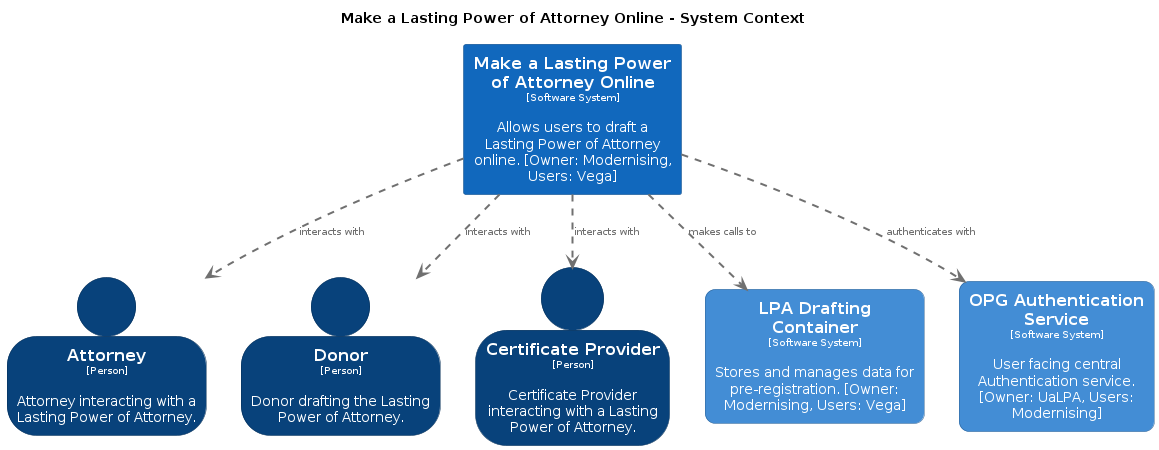 Make a Lasting Power of Attorney Online - System Context
Make a Lasting Power
of Attorney Online
[Software System]
Allows users to draft a
Lasting Power of Attorney
online. [Owner: Modernising,
Users: Vega]
interacts with
interacts with
interacts with
makes calls to
authenticates with
Attorney
[Person]
Attorney interacting with a
Lasting Power of Attorney.
Donor
[Person]
Donor drafting the Lasting
Power of Attorney.
Certificate Provider
[Person]
Certificate Provider
interacting with a Lasting
Power of Attorney.
LPA Drafting
Container
[Software System]
Stores and manages data for
pre-registration. [Owner:
Modernising, Users: Vega]
OPG Authentication
Service
[Software System]
User facing central
Authentication service.
[Owner: UaLPA, Users:
Modernising]